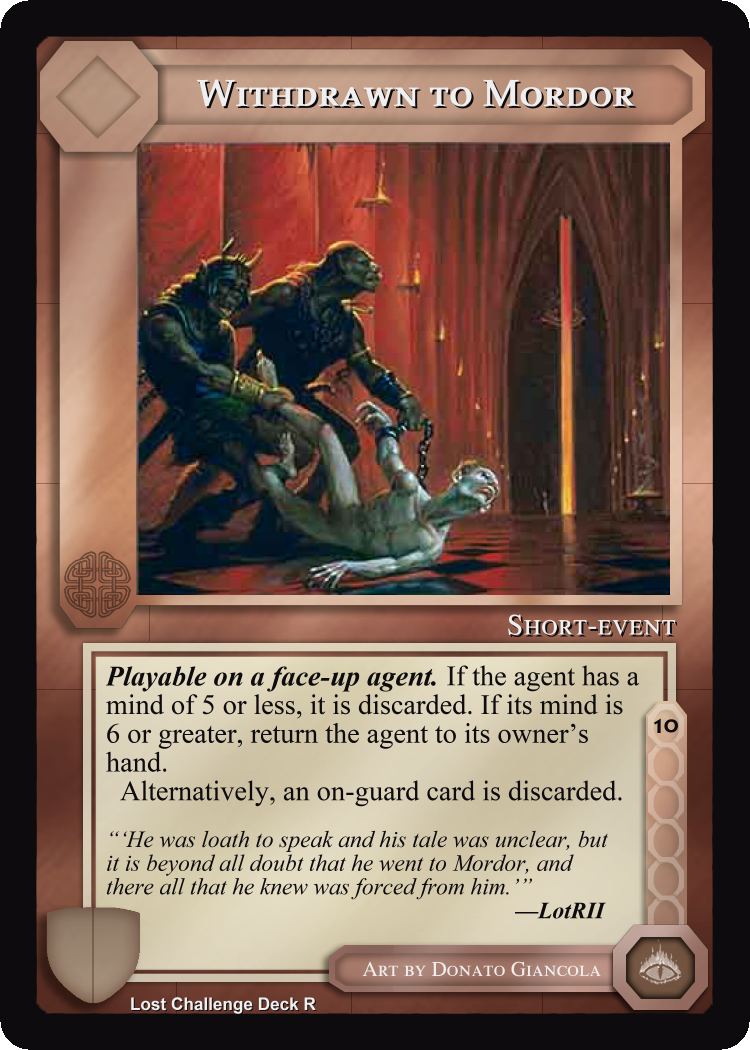 Withdrawn to Mordor
Short-event
Playable on a face-up agent. If the agent has a
mind of 5 or less, it is discarded. If its mind is
6 or greater, return the agent to its owner's
hand.
Alternatively, an on-guard card is discarded.
10
“‘He was loath to speak and his tale was unclear, but
it is beyond all doubt that he went to Mordor, and
there all that he knew was forced from him.’”
—LotRII
Art by Donato Giancola
Lost Challenge Deck R